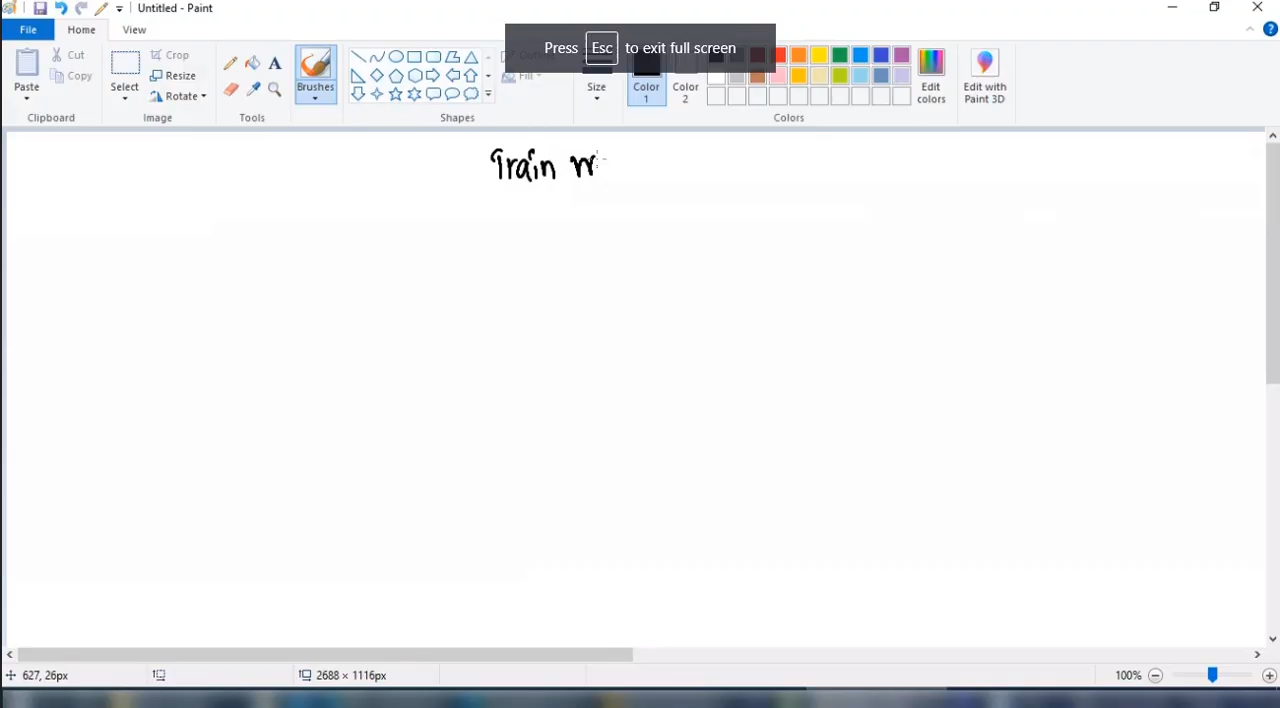 Untitled - Paint
File Home View
Press Esc to exit full screen
Paste
Cut
Copy
Clipboard
Select
Crop
Resize
Rotate
Image
Tools
Brushes
Shapes
Outline
Fill
Size
Color 1
Color 2
Edit colors
Colors
Edit with Paint 3D
Train
627, 26px
2688 × 1116px
100%